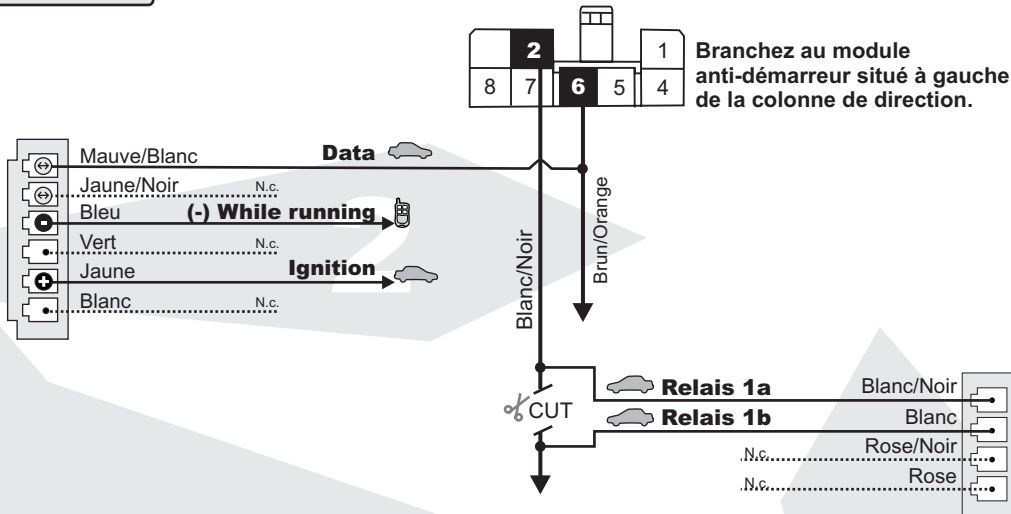 2 1
8 7 6 5 4
Branchez au module
anti-démarreur situé à gauche
de la colonne de direction.
Mauve/Blanc Data
Jaune/Noir N.c.
Bleu (-) While running
Vert N.c.
Jaune Ignition
Blanc N.c.
2
Blanc/Noir
Brun/Orange
CUT
Relais 1a Blanc/Noir
Relais 1b Blanc
N.c. Rose/Noir
N.c. Rose